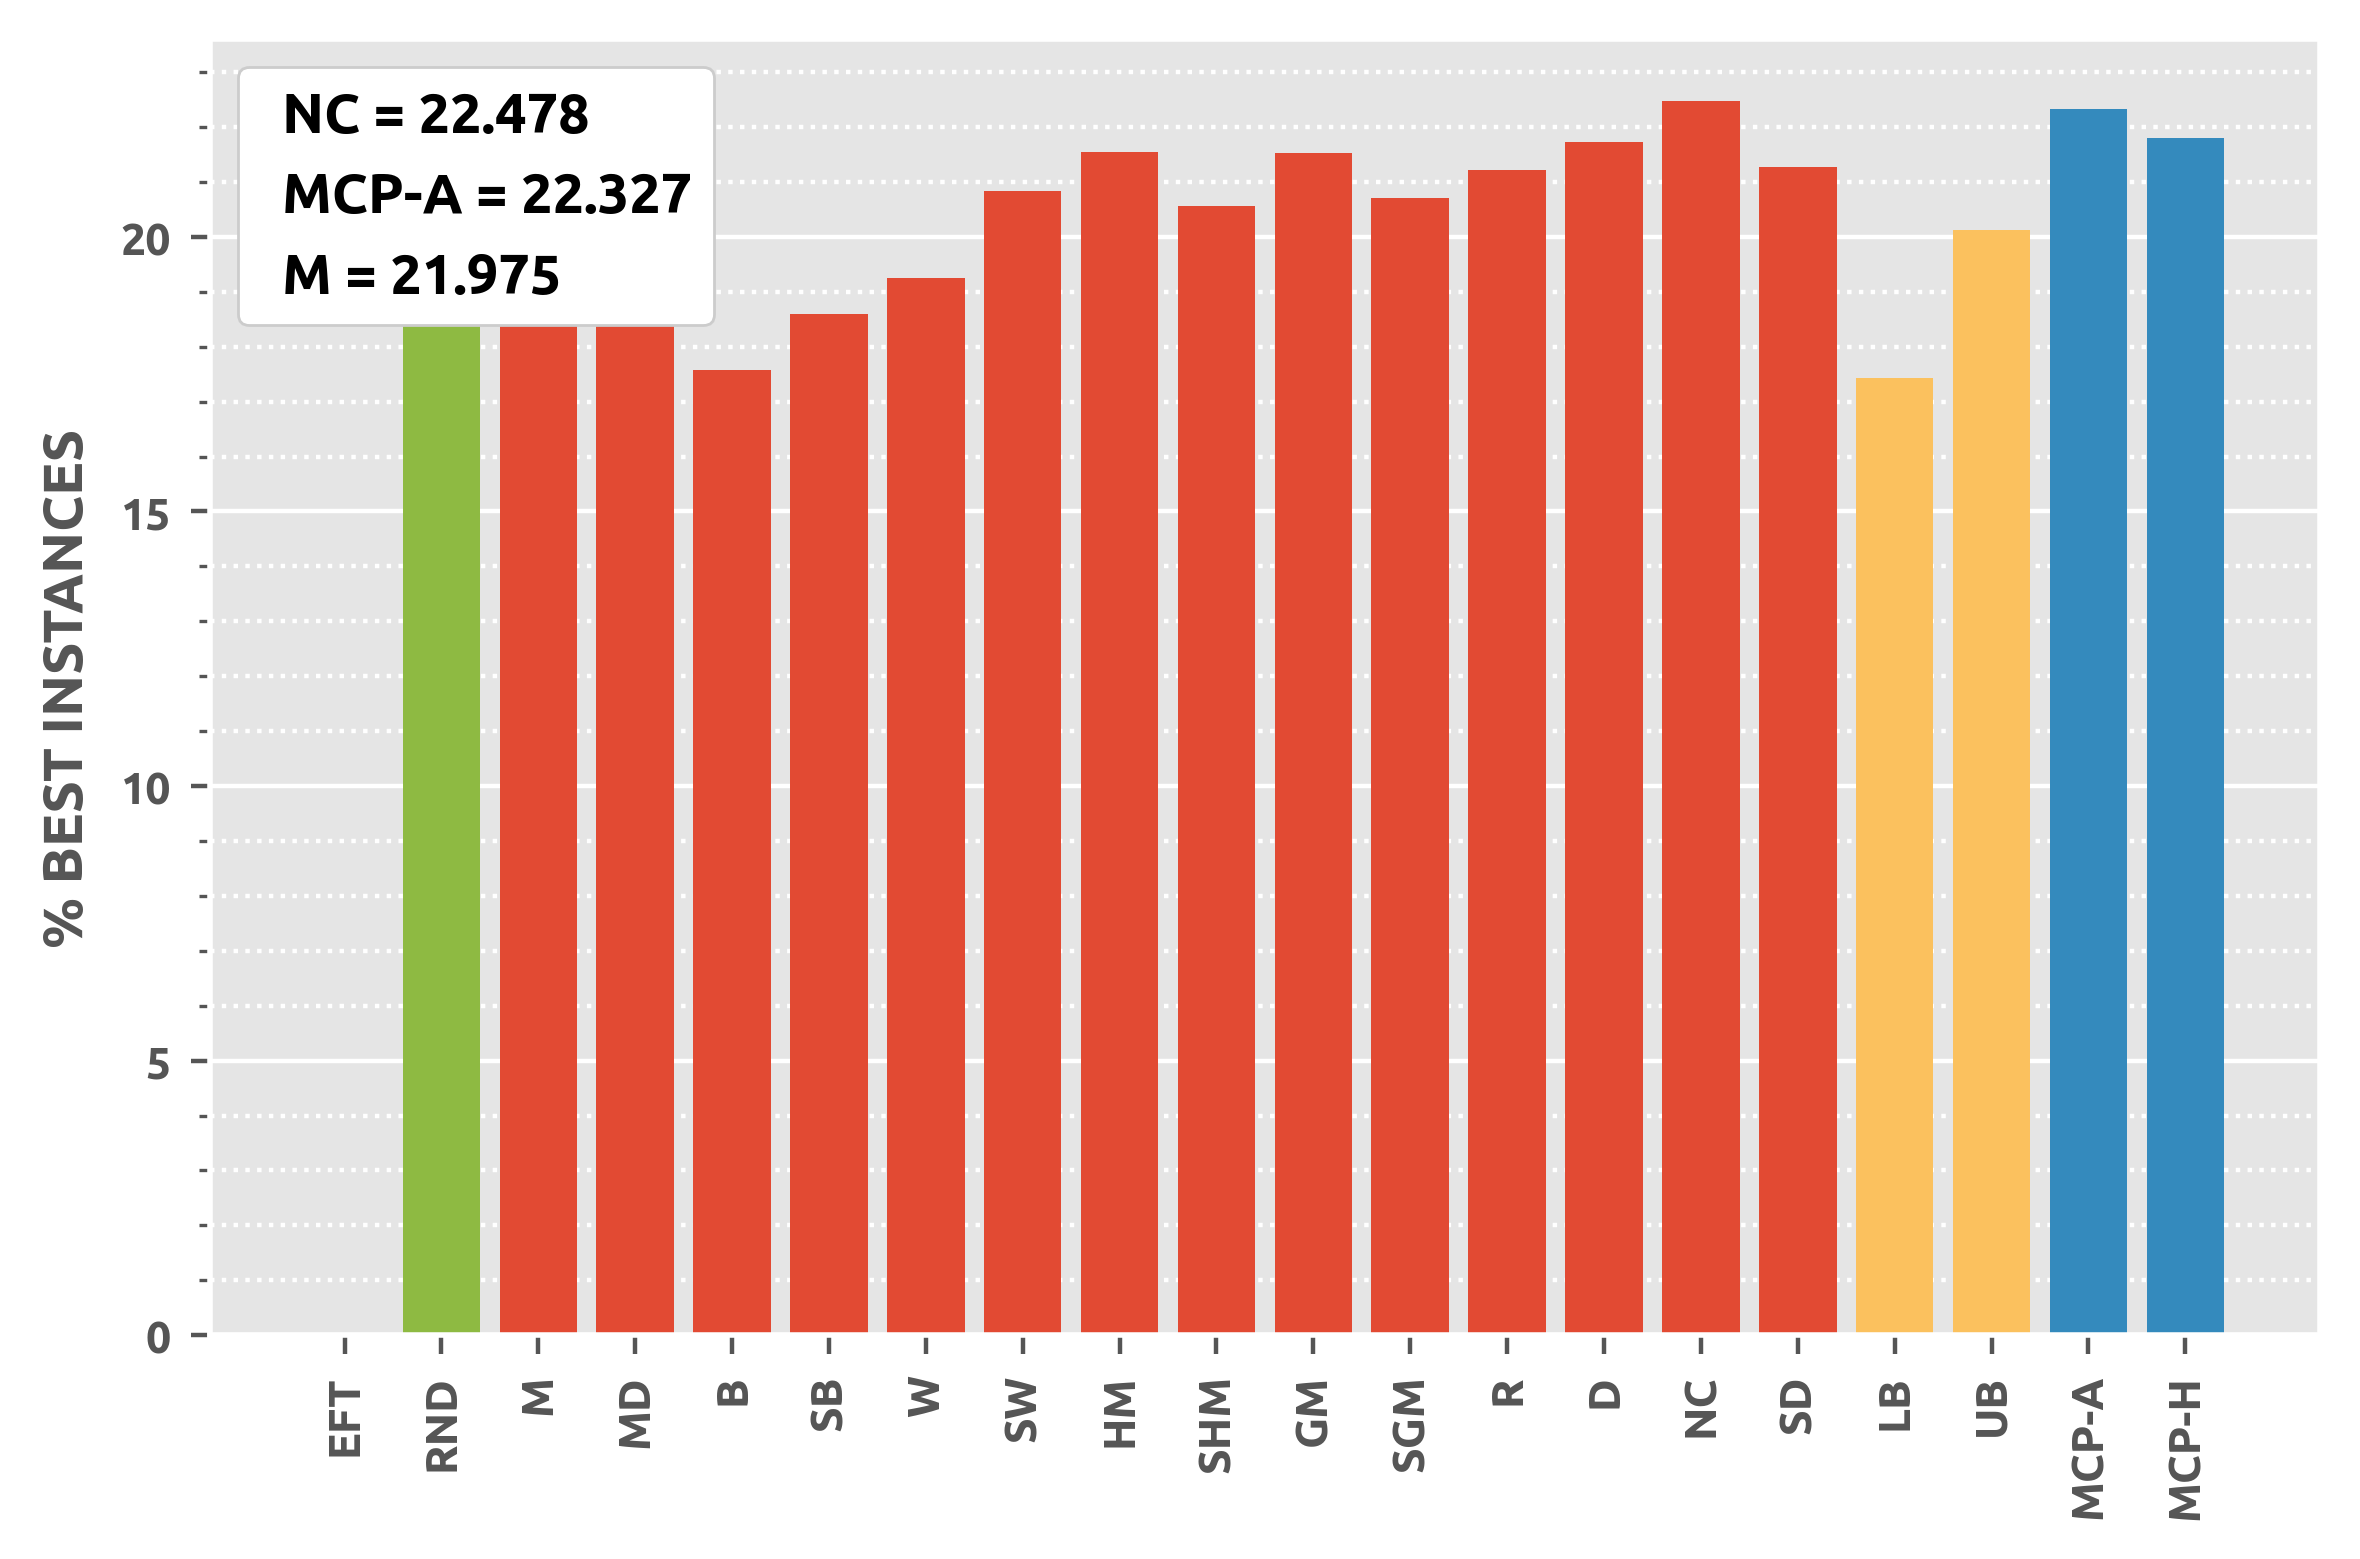 NC = 22.478
MCP-A = 22.327
M = 21.975
% BEST INSTANCES
20
15
10
5
0
EFT
RND
M
MD
B
SB
W
SW
HM
SHM
GM
SGM
R
D
NC
SD
LB
UB
MCP-A
MCP-H